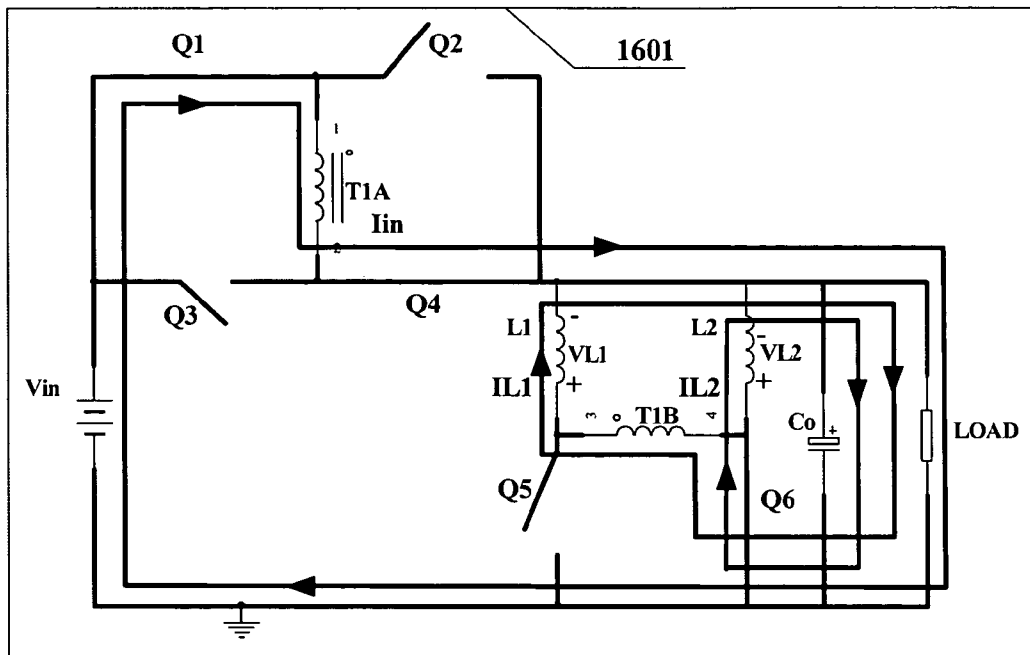 Q1
Q2
1601
1
T1A
Iin
2
Q3
Q4
L1
-
VL1
+
IL1
L2
-
VL2
+
IL2
Vin
3
T1B
4
Co
+
LOAD
Q5
Q6